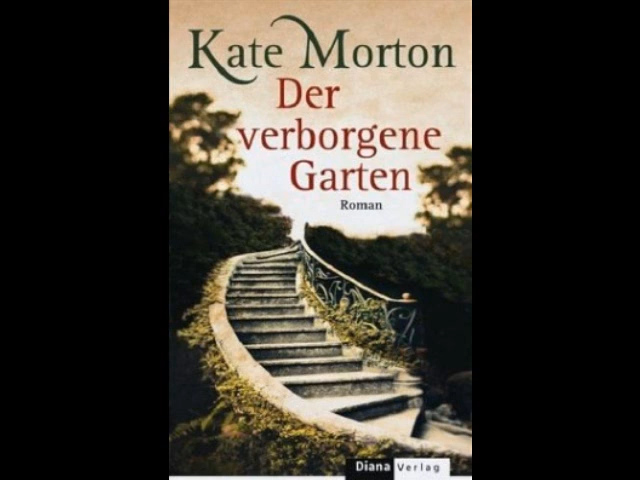 Kate Morton
Der
verborgene
Garten
Roman
Diana Verlag